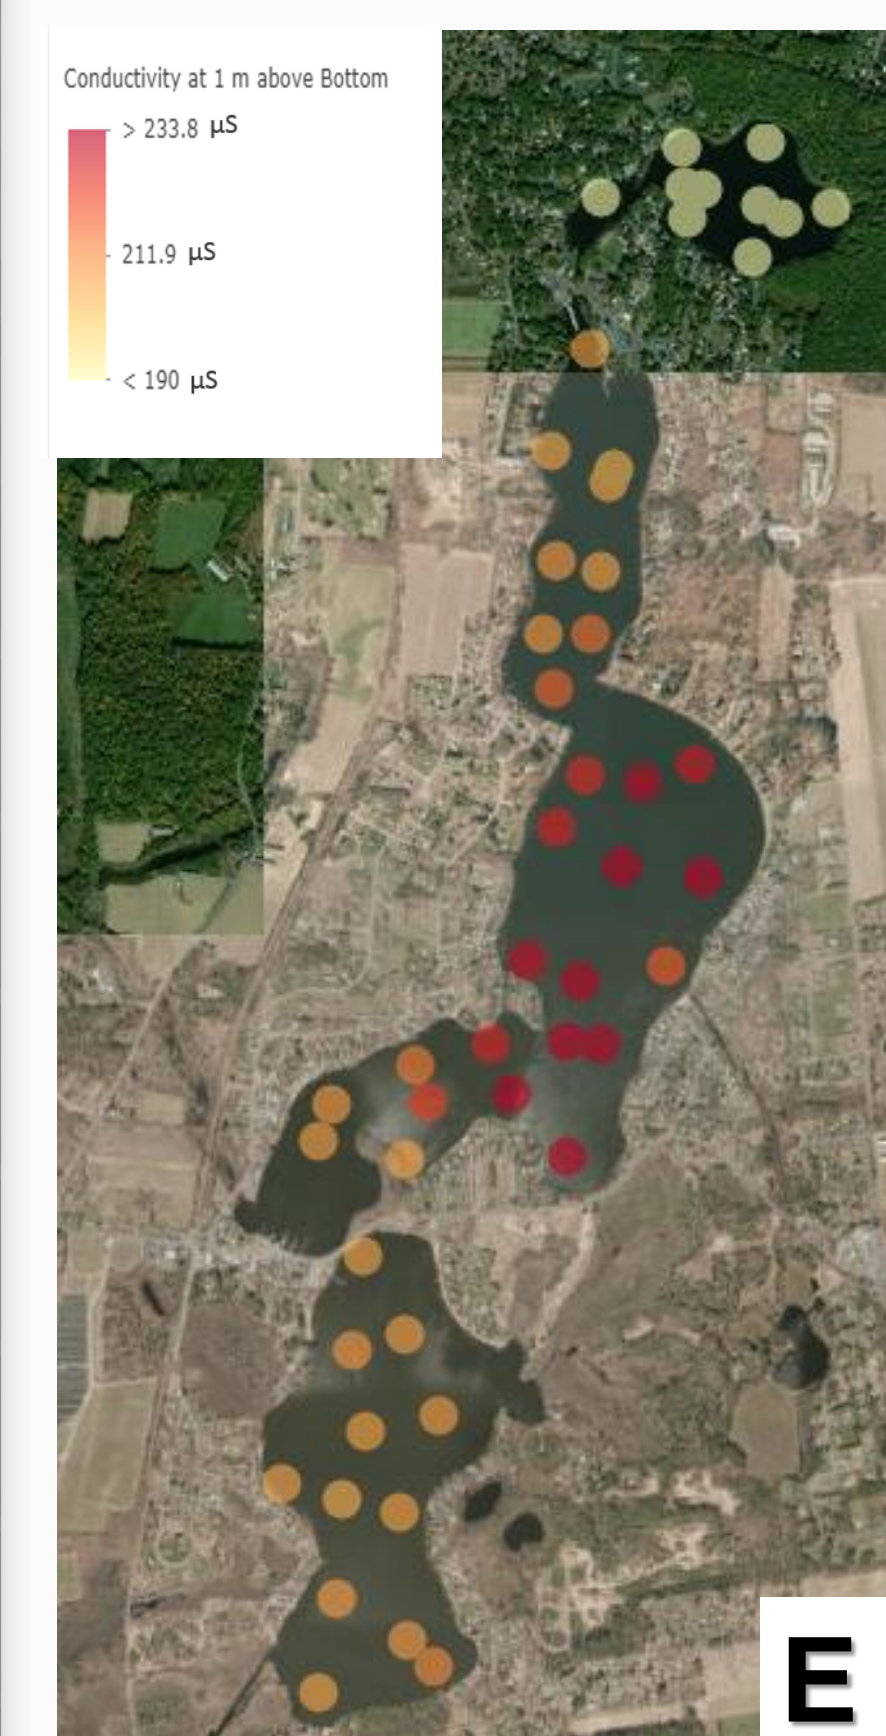 Conductivity at 1 m above Bottom
> 233.8 μS
211.9 μS
< 190 μS
E